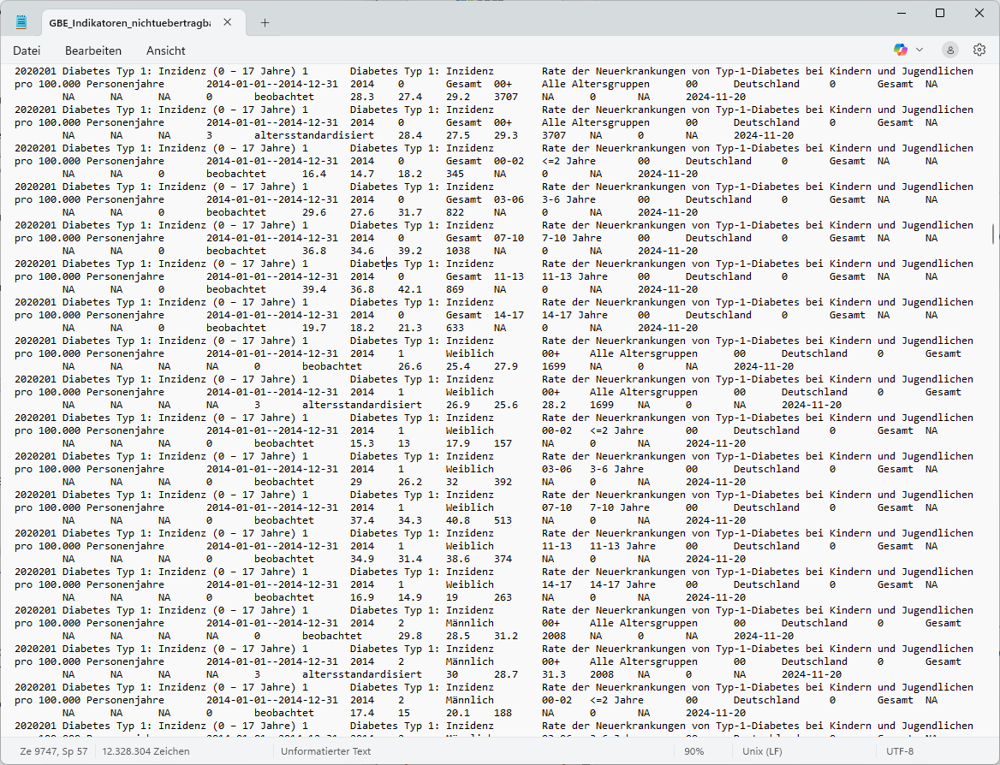 GBE_Indikatoren_nichtuebertragba
Datei Bearbeiten Ansicht
2020201 Diabetes Typ 1: Inzidenz (0 – 17 Jahre) 1 Diabetes Typ 1: Inzidenz Rate der Neuerkrankungen von Typ-1-Diabetes bei Kindern und Jugendlichen
pro 100.000 Personenjahre 2014-01-01--2014-12-31 2014 0 Gesamt 00+ Alle Altersgruppen 00 Deutschland 0 Gesamt NA
NA NA NA 0 beobachtet 28.3 27.4 29.2 3707 NA 0 NA 2024-11-20
2020201 Diabetes Typ 1: Inzidenz (0 – 17 Jahre) 1 Diabetes Typ 1: Inzidenz Rate der Neuerkrankungen von Typ-1-Diabetes bei Kindern und Jugendlichen
pro 100.000 Personenjahre 2014-01-01--2014-12-31 2014 0 Gesamt 00+ Alle Altersgruppen 00 Deutschland 0 Gesamt NA
NA NA NA 3 altersstandardisiert 28.4 27.5 29.3 3707 NA 0 NA 2024-11-20
2020201 Diabetes Typ 1: Inzidenz (0 – 17 Jahre) 1 Diabetes Typ 1: Inzidenz Rate der Neuerkrankungen von Typ-1-Diabetes bei Kindern und Jugendlichen
pro 100.000 Personenjahre 2014-01-01--2014-12-31 2014 0 Gesamt 00-02 <=2 Jahre 00 Deutschland 0 Gesamt NA NA
NA NA 0 beobachtet 16.4 14.7 18.2 345 NA 0 NA 2024-11-20
2020201 Diabetes Typ 1: Inzidenz (0 – 17 Jahre) 1 Diabetes Typ 1: Inzidenz Rate der Neuerkrankungen von Typ-1-Diabetes bei Kindern und Jugendlichen
pro 100.000 Personenjahre 2014-01-01--2014-12-31 2014 0 Gesamt 03-06 3-6 Jahre 00 Deutschland 0 Gesamt NA NA
NA NA 0 beobachtet 29.6 27.6 31.7 822 NA 0 NA 2024-11-20
2020201 Diabetes Typ 1: Inzidenz (0 – 17 Jahre) 1 Diabetes Typ 1: Inzidenz Rate der Neuerkrankungen von Typ-1-Diabetes bei Kindern und Jugendlichen
pro 100.000 Personenjahre 2014-01-01--2014-12-31 2014 0 Gesamt 07-10 7-10 Jahre 00 Deutschland 0 Gesamt NA NA
NA NA 0 beobachtet 36.8 34.6 39.2 1038 NA 0 NA 2024-11-20
2020201 Diabetes Typ 1: Inzidenz (0 – 17 Jahre) 1 Diabetes Typ 1: Inzidenz Rate der Neuerkrankungen von Typ-1-Diabetes bei Kindern und Jugendlichen
pro 100.000 Personenjahre 2014-01-01--2014-12-31 2014 0 Gesamt 11-13 11-13 Jahre 00 Deutschland 0 Gesamt NA NA
NA NA 0 beobachtet 39.4 36.8 42.1 869 NA 0 NA 2024-11-20
2020201 Diabetes Typ 1: Inzidenz (0 – 17 Jahre) 1 Diabetes Typ 1: Inzidenz Rate der Neuerkrankungen von Typ-1-Diabetes bei Kindern und Jugendlichen
pro 100.000 Personenjahre 2014-01-01--2014-12-31 2014 0 Gesamt 14-17 14-17 Jahre 00 Deutschland 0 Gesamt NA NA
NA NA 0 beobachtet 19.7 18.2 21.3 633 NA 0 NA 2024-11-20
2020201 Diabetes Typ 1: Inzidenz (0 – 17 Jahre) 1 Diabetes Typ 1: Inzidenz Rate der Neuerkrankungen von Typ-1-Diabetes bei Kindern und Jugendlichen
pro 100.000 Personenjahre 2014-01-01--2014-12-31 2014 1 Weiblich 00+ Alle Altersgruppen 00 Deutschland 0 Gesamt
NA NA NA NA 0 beobachtet 26.6 25.4 27.9 1699 NA 0 NA 2024-11-20
2020201 Diabetes Typ 1: Inzidenz (0 – 17 Jahre) 1 Diabetes Typ 1: Inzidenz Rate der Neuerkrankungen von Typ-1-Diabetes bei Kindern und Jugendlichen
pro 100.000 Personenjahre 2014-01-01--2014-12-31 2014 1 Weiblich 00+ Alle Altersgruppen 00 Deutschland 0 Gesamt
NA NA NA NA 3 altersstandardisiert 26.9 25.6 28.2 1699 NA 0 NA 2024-11-20
2020201 Diabetes Typ 1: Inzidenz (0 – 17 Jahre) 1 Diabetes Typ 1: Inzidenz Rate der Neuerkrankungen von Typ-1-Diabetes bei Kindern und Jugendlichen
pro 100.000 Personenjahre 2014-01-01--2014-12-31 2014 1 Weiblich 00-02 <=2 Jahre 00 Deutschland 0 Gesamt NA
NA NA NA 0 beobachtet 15.3 13 17.9 157 NA 0 NA 2024-11-20
2020201 Diabetes Typ 1: Inzidenz (0 – 17 Jahre) 1 Diabetes Typ 1: Inzidenz Rate der Neuerkrankungen von Typ-1-Diabetes bei Kindern und Jugendlichen
pro 100.000 Personenjahre 2014-01-01--2014-12-31 2014 1 Weiblich 03-06 3-6 Jahre 00 Deutschland 0 Gesamt NA
NA NA NA 0 beobachtet 29 26.2 32 392 NA 0 NA 2024-11-20
2020201 Diabetes Typ 1: Inzidenz (0 – 17 Jahre) 1 Diabetes Typ 1: Inzidenz Rate der Neuerkrankungen von Typ-1-Diabetes bei Kindern und Jugendlichen
pro 100.000 Personenjahre 2014-01-01--2014-12-31 2014 1 Weiblich 07-10 7-10 Jahre 00 Deutschland 0 Gesamt NA
NA NA NA 0 beobachtet 37.4 34.3 40.8 513 NA 0 NA 2024-11-20
2020201 Diabetes Typ 1: Inzidenz (0 – 17 Jahre) 1 Diabetes Typ 1: Inzidenz Rate der Neuerkrankungen von Typ-1-Diabetes bei Kindern und Jugendlichen
pro 100.000 Personenjahre 2014-01-01--2014-12-31 2014 1 Weiblich 11-13 11-13 Jahre 00 Deutschland 0 Gesamt NA
NA NA NA 0 beobachtet 34.9 31.4 38.6 374 NA 0 NA 2024-11-20
2020201 Diabetes Typ 1: Inzidenz (0 – 17 Jahre) 1 Diabetes Typ 1: Inzidenz Rate der Neuerkrankungen von Typ-1-Diabetes bei Kindern und Jugendlichen
pro 100.000 Personenjahre 2014-01-01--2014-12-31 2014 1 Weiblich 14-17 14-17 Jahre 00 Deutschland 0 Gesamt NA
NA NA NA 0 beobachtet 16.9 14.9 19 263 NA 0 NA 2024-11-20
2020201 Diabetes Typ 1: Inzidenz (0 – 17 Jahre) 1 Diabetes Typ 1: Inzidenz Rate der Neuerkrankungen von Typ-1-Diabetes bei Kindern und Jugendlichen
pro 100.000 Personenjahre 2014-01-01--2014-12-31 2014 2 Männlich 00+ Alle Altersgruppen 00 Deutschland 0 Gesamt
NA NA NA NA 0 beobachtet 29.8 28.5 31.2 2008 NA 0 NA 2024-11-20
2020201 Diabetes Typ 1: Inzidenz (0 – 17 Jahre) 1 Diabetes Typ 1: Inzidenz Rate der Neuerkrankungen von Typ-1-Diabetes bei Kindern und Jugendlichen
pro 100.000 Personenjahre 2014-01-01--2014-12-31 2014 2 Männlich 00+ Alle Altersgruppen 00 Deutschland 0 Gesamt
NA NA NA NA 3 altersstandardisiert 30 28.7 31.3 2008 NA 0 NA 2024-11-20
2020201 Diabetes Typ 1: Inzidenz (0 – 17 Jahre) 1 Diabetes Typ 1: Inzidenz Rate der Neuerkrankungen von Typ-1-Diabetes bei Kindern und Jugendlichen
pro 100.000 Personenjahre 2014-01-01--2014-12-31 2014 2 Männlich 00-02 <=2 Jahre 00 Deutschland 0 Gesamt NA
NA NA NA 0 beobachtet 17.4 15 20.1 188 NA 0 NA 2024-11-20
2020201 Diabetes Typ 1: Inzidenz (0 – 17 Jahre) 1 Diabetes Typ 1: Inzidenz Rate der Neuerkrankungen von Typ-1-Diabetes bei Kindern und Jugendlichen
Ze 9747, Sp 57 12.328.304 Zeichen Unformatierter Text 90% Unix (LF) UTF-8